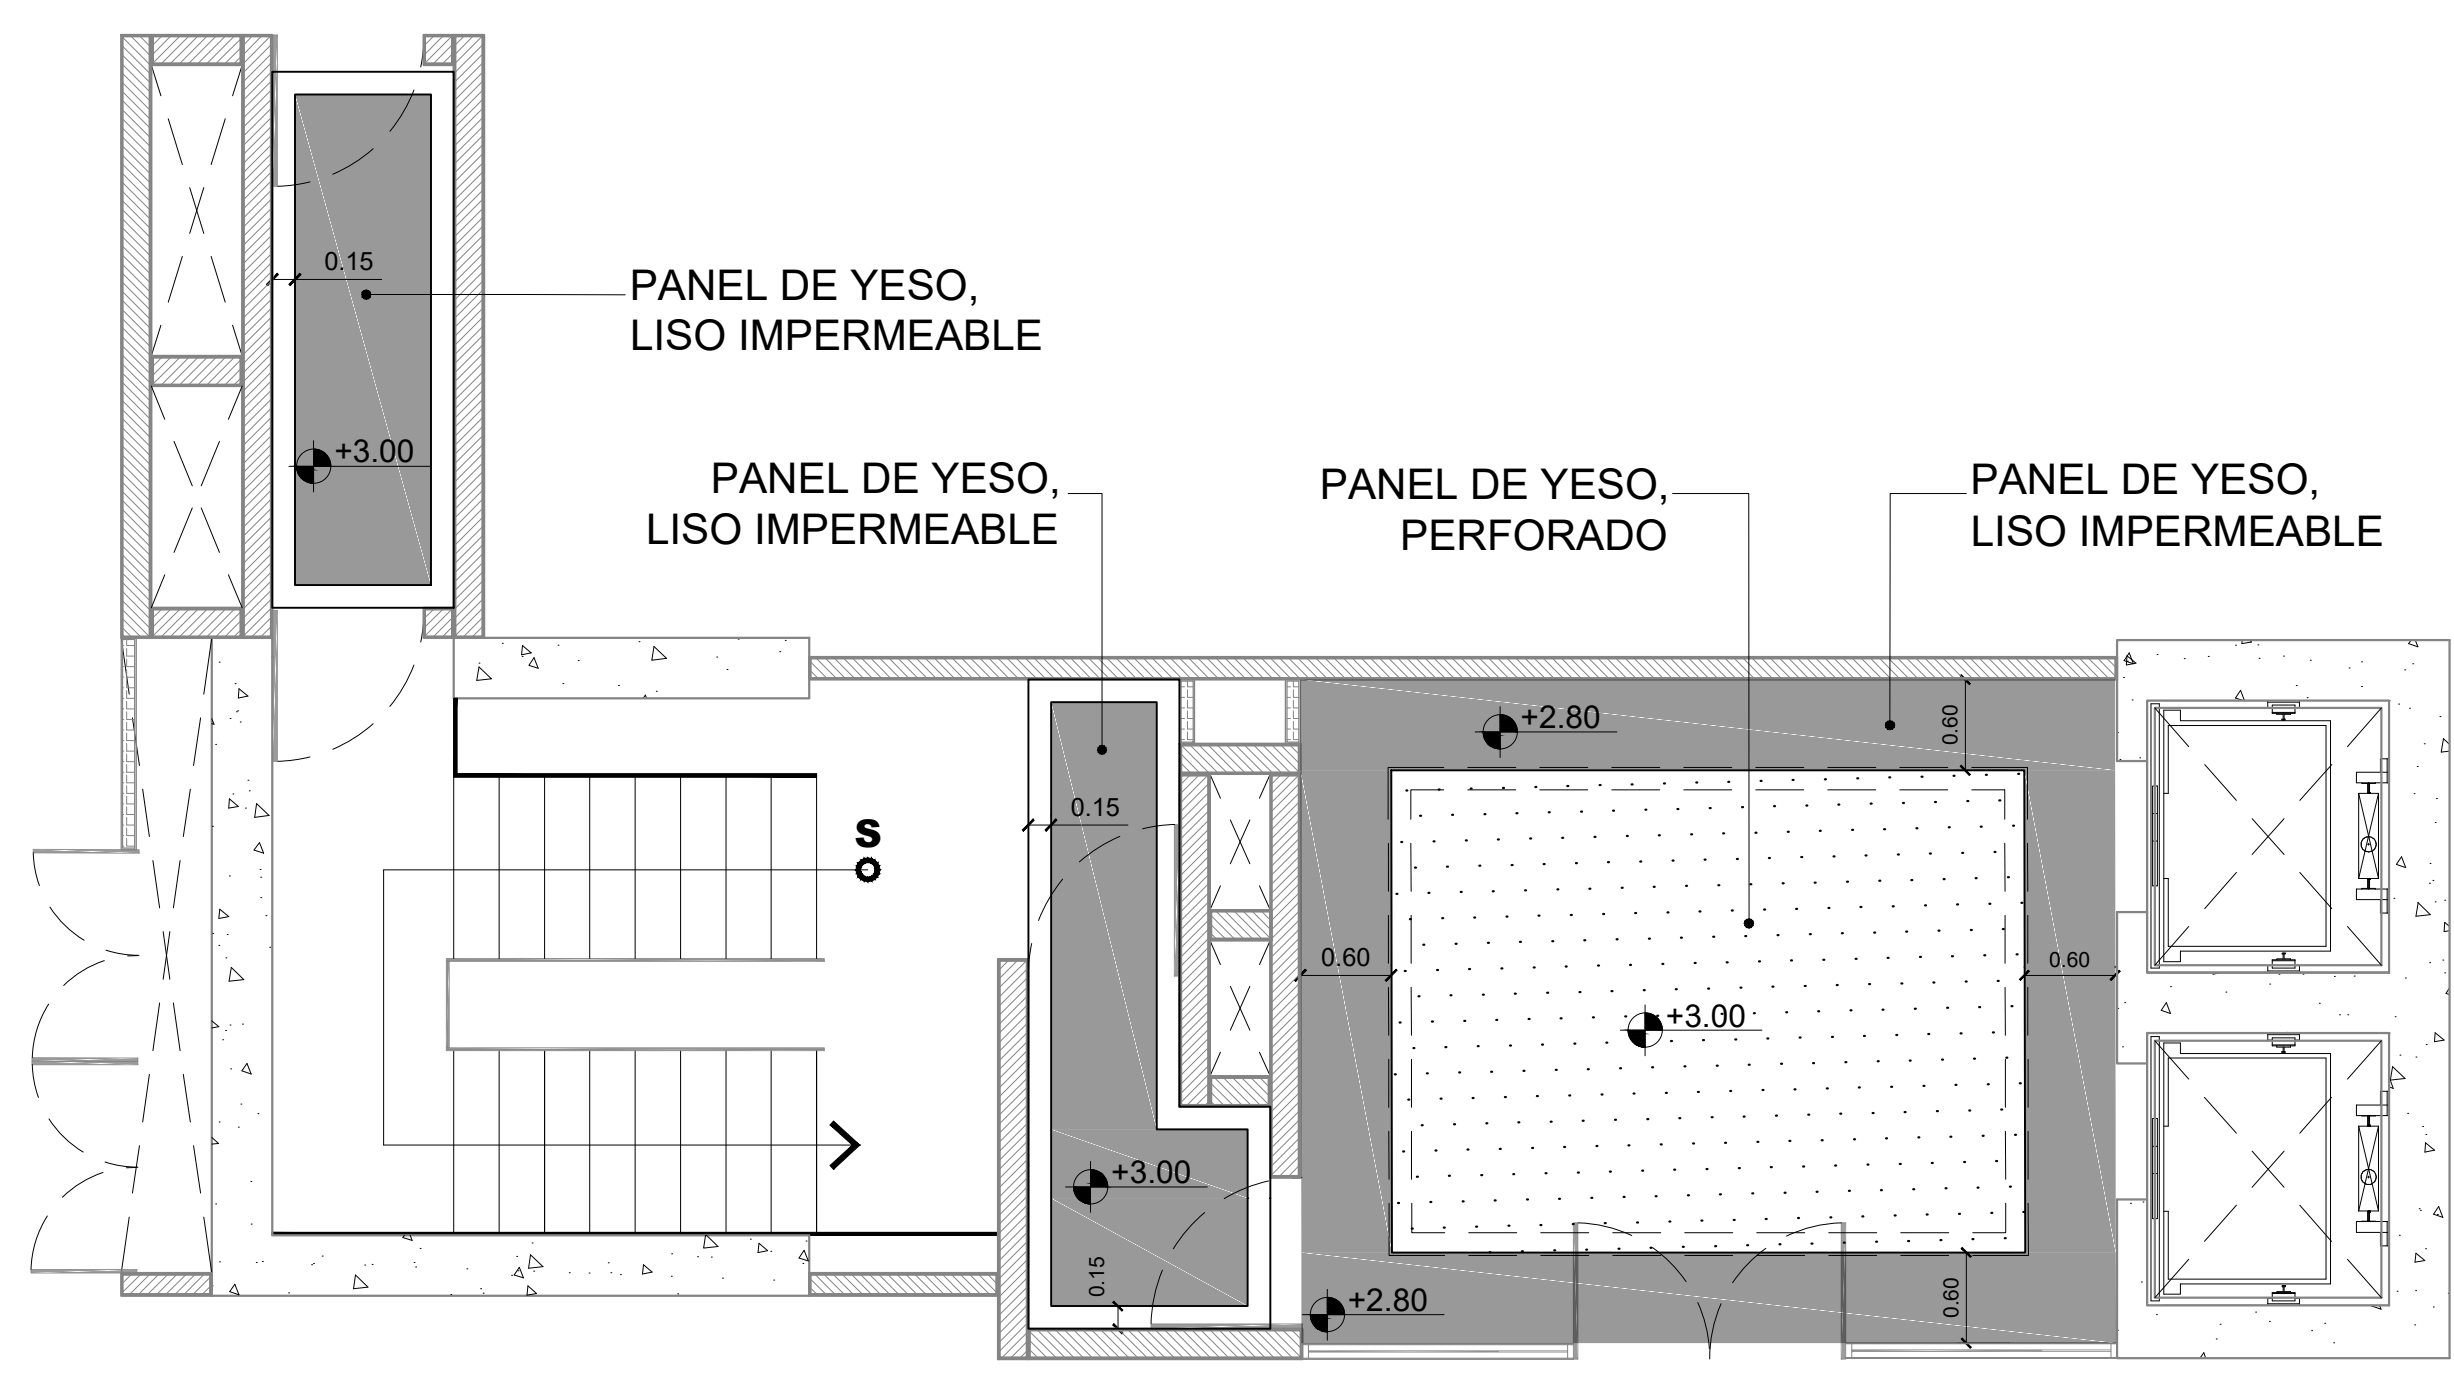 0.15
PANEL DE YESO,
LISO IMPERMEABLE
+3.00
PANEL DE YESO,
LISO IMPERMEABLE
PANEL DE YESO,
PERFORADO
PANEL DE YESO,
LISO IMPERMEABLE
+2.80
0.60
0.15
S
0.60
0.60
+3.00
+3.00
0.15
+2.80
0.60